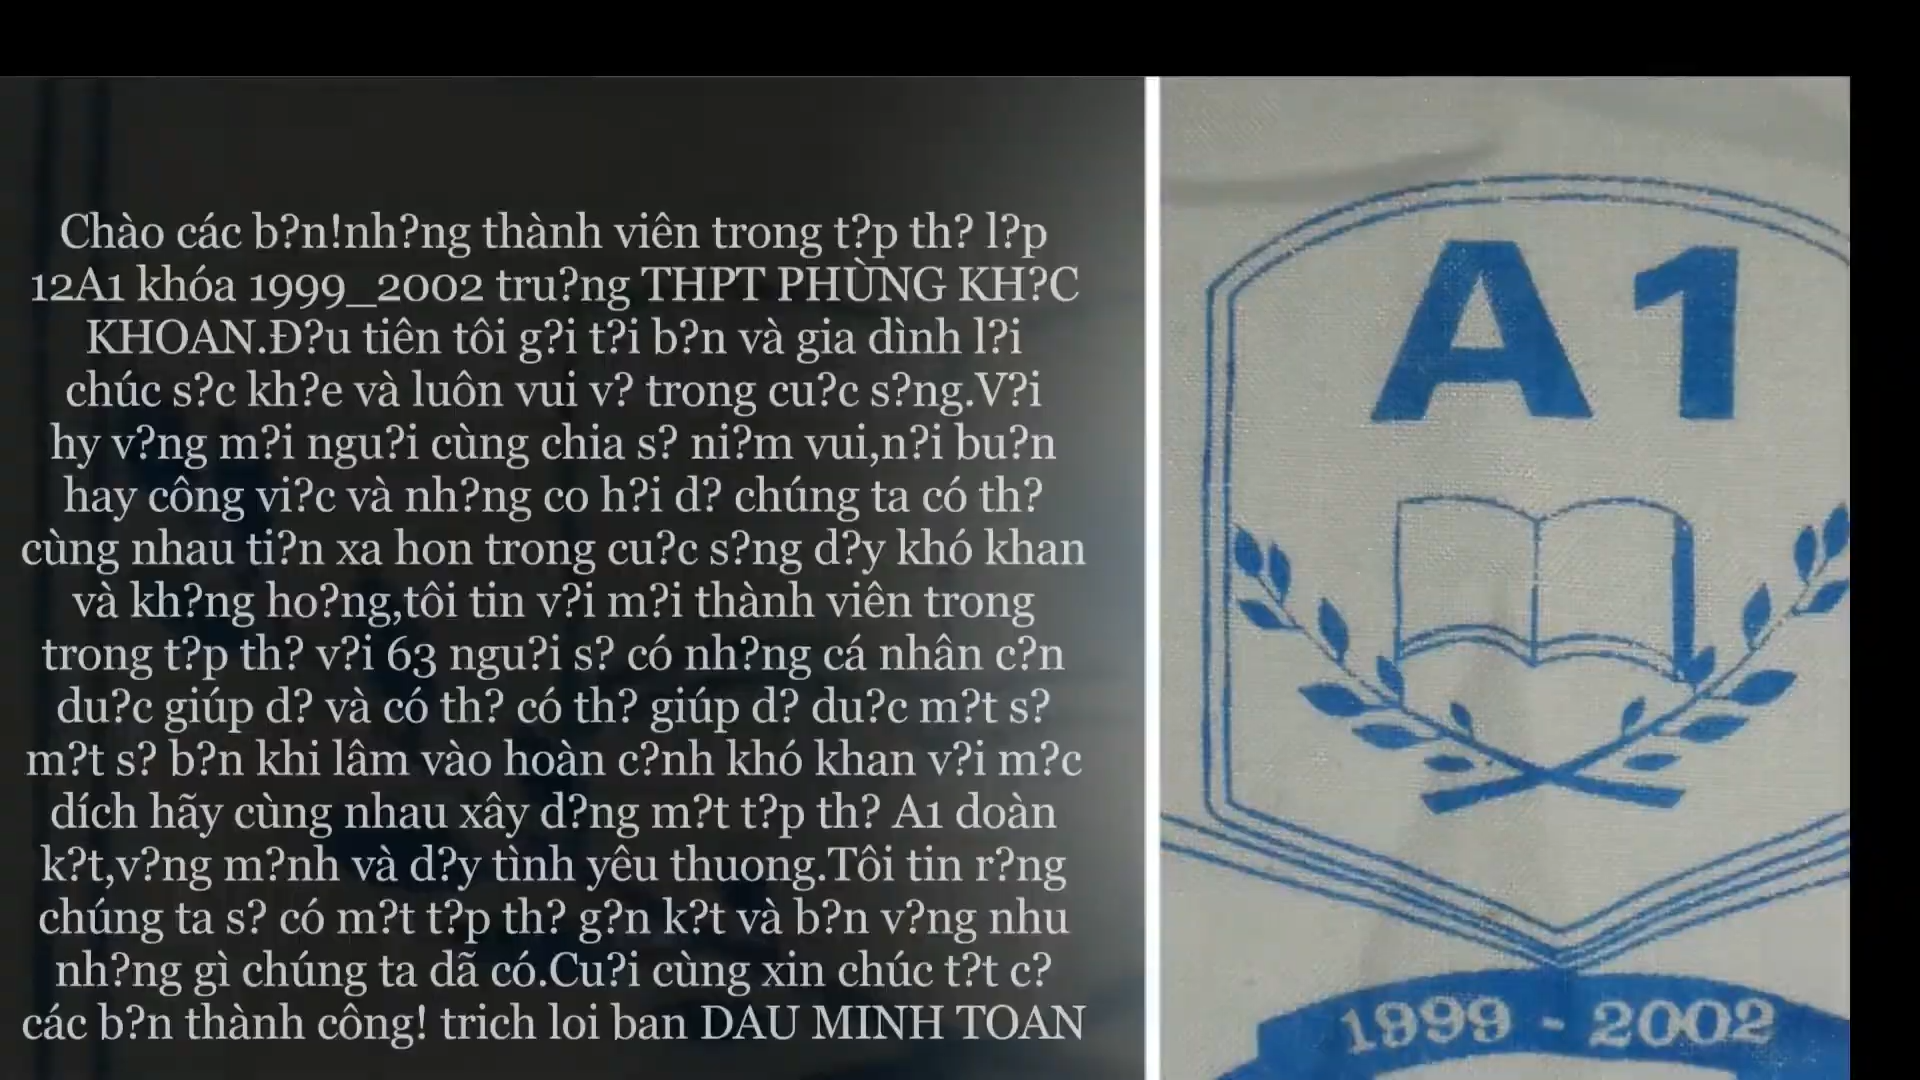 Chào các b?n!nh?ng thành viên trong t?p th? l?p
12A1 khóa 1999_2002 tru?ng THPT PHÙNG KH?C
KHOAN.Đ?u tiên tôi g?i t?i b?n và gia dình l?i
chúc s?c kh?e và luôn vui v? trong cu?c s?ng.V?i
hy v?ng m?i ngu?i cùng chia s? ni?m vui,n?i bu?n
hay công vi?c và nh?ng co h?i d? chúng ta có th?
cùng nhau ti?n xa hon trong cu?c s?ng d?y khó khan
và kh?ng ho?ng,tôi tin v?i m?i thành viên trong
trong t?p th? v?i 63 ngu?i s? có nh?ng cá nhân c?n
du?c giúp d? và có th? có th? giúp d? du?c m?t s?
m?t s? b?n khi lâm vào hoàn c?nh khó khan v?i m?c
dích hãy cùng nhau xây d?ng m?t t?p th? A1 doàn
k?t,v?ng m?nh và d?y tình yêu thuong.Tôi tin r?ng
chúng ta s? có m?t t?p th? g?n k?t và b?n v?ng nhu
nh?ng gì chúng ta dã có.Cu?i cùng xin chúc t?t c?
các b?n thành công! trich loi ban DAU MINH TOAN
A1
1999 - 2002